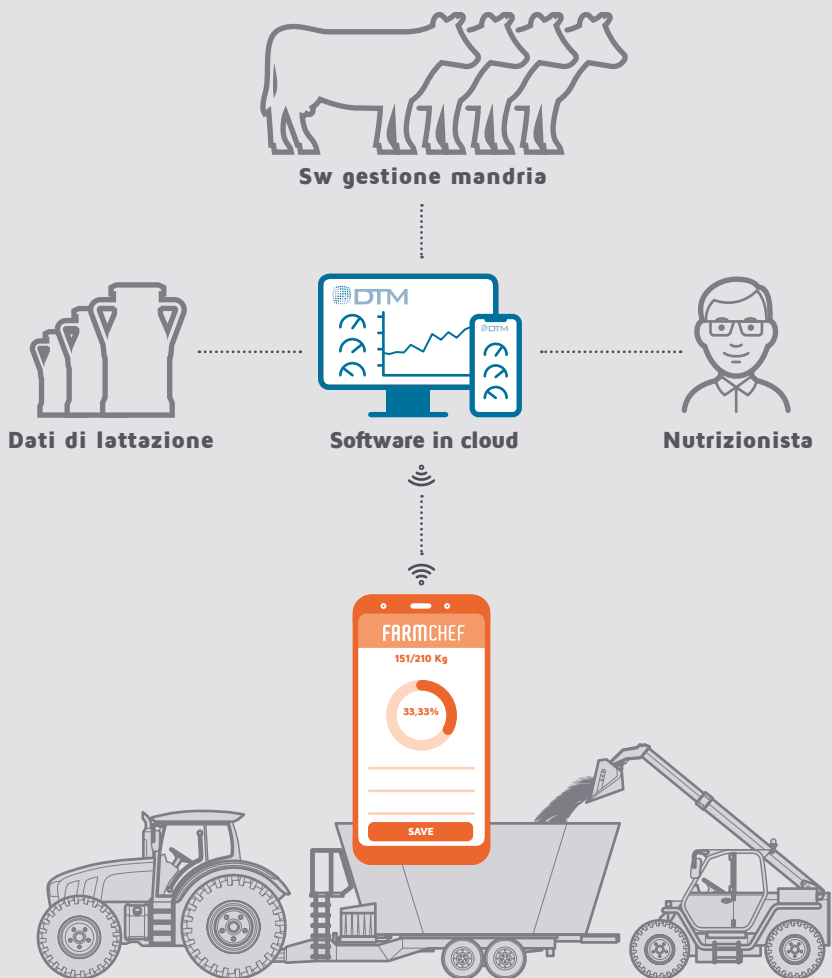 Sw gestione mandria
DTM
DTM
Dati di lattazione
Software in cloud
Nutrizionista
FARMCHEF
151/210 Kg
33,33%
SAVE